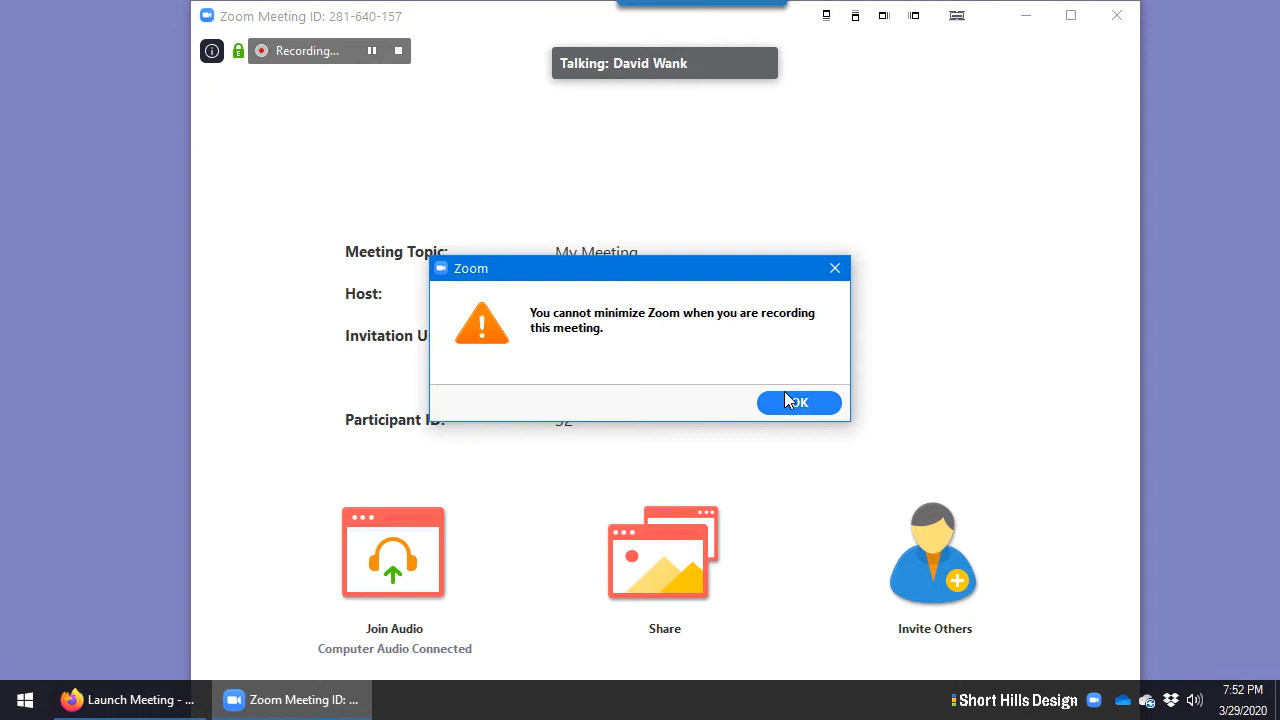 Zoom Meeting ID: 281-640-157
Recording...
Talking: David Wank
Meeting Topic:
My Meeting
Zoom
Host:
You cannot minimize Zoom when you are recording
this meeting.
Invitation U
OK
Participant ID:
Join Audio
Computer Audio Connected
Share
Invite Others
Launch Meeting - ...
Zoom Meeting ID: ...
Short Hills Design
7:52 PM
3/29/2020